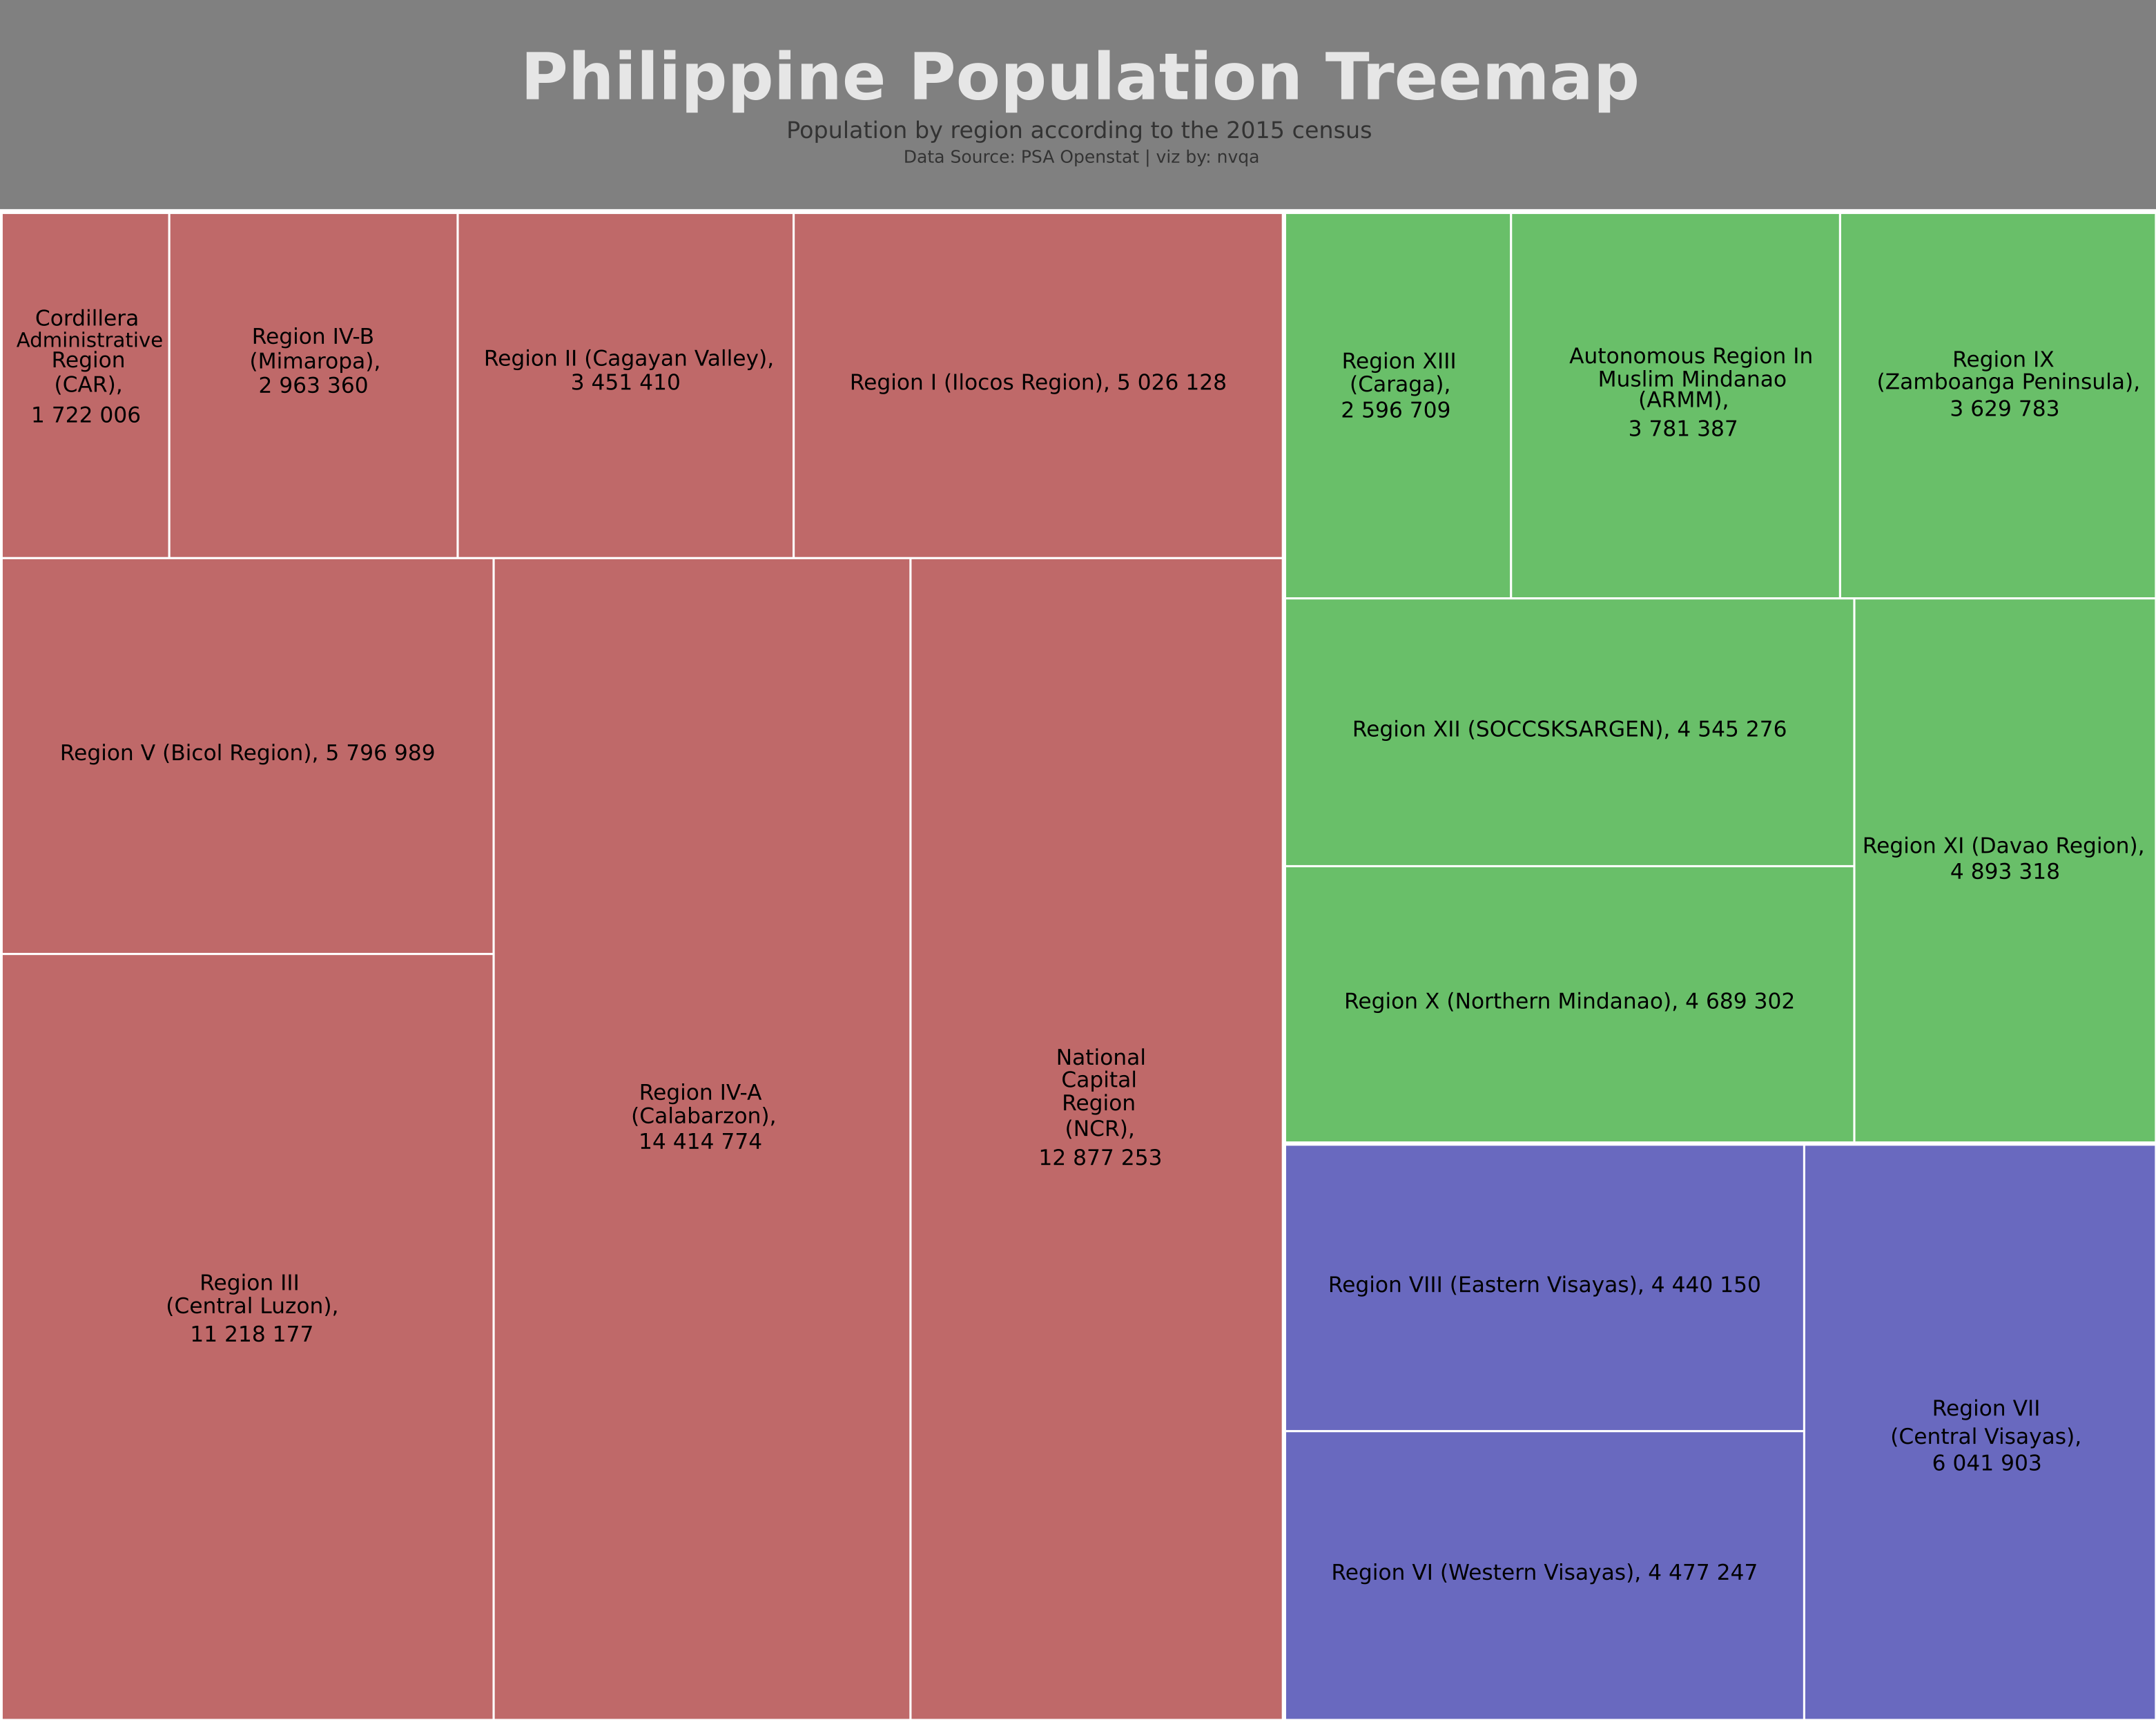 Philippine Population Treemap
Population by region according to the 2015 census
Data Source: PSA Openstat | viz by: nvqa
Cordillera
Administrative
Region
(CAR),
1 722 006
Region IV-B
(Mimaropa),
2 963 360
Region II (Cagayan Valley),
3 451 410
Region I (Ilocos Region), 5 026 128
Region XIII
(Caraga),
2 596 709
Autonomous Region In
Muslim Mindanao
(ARMM),
3 781 387
Region IX
(Zamboanga Peninsula),
3 629 783
Region V (Bicol Region), 5 796 989
Region XII (SOCCSKSARGEN), 4 545 276
Region XI (Davao Region),
4 893 318
Region X (Northern Mindanao), 4 689 302
Region III
(Central Luzon),
11 218 177
Region IV-A
(Calabarzon),
14 414 774
National
Capital
Region
(NCR),
12 877 253
Region VIII (Eastern Visayas), 4 440 150
Region VII
(Central Visayas),
6 041 903
Region VI (Western Visayas), 4 477 247